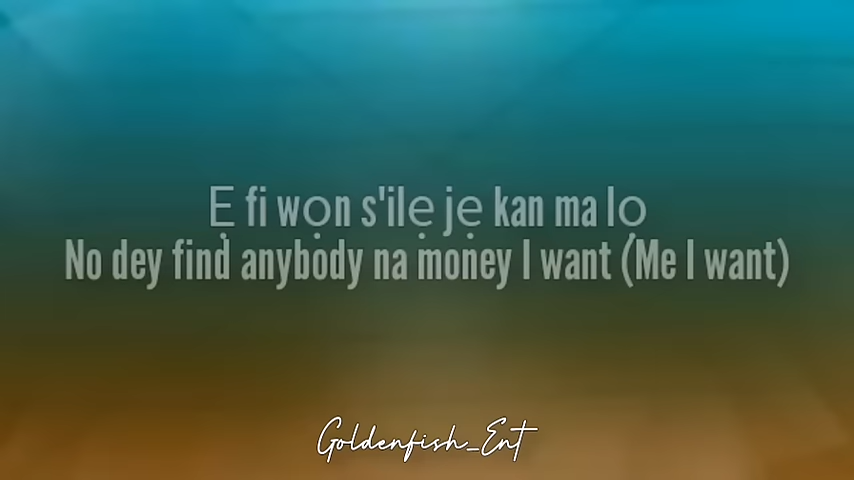 Ẹ fi wọn s'ilẹ jẹ kan ma lọ
No dey find anybody na money I want (Me I want)
Goldenfish_Ent